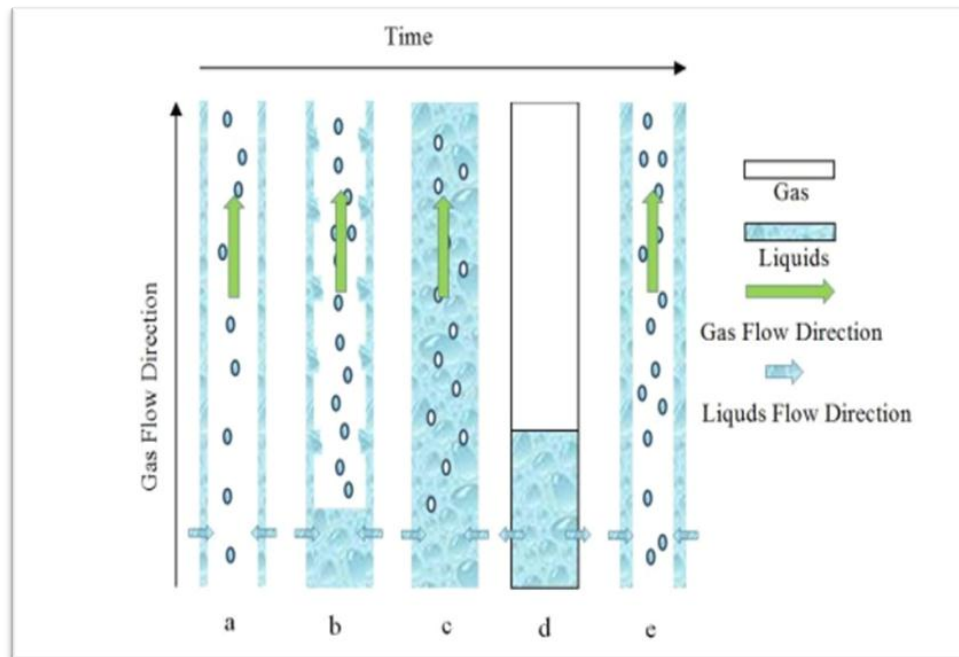 Time
Gas Flow Direction
Gas
Liquids
Gas Flow Direction
Liquds Flow Direction
a b c d e